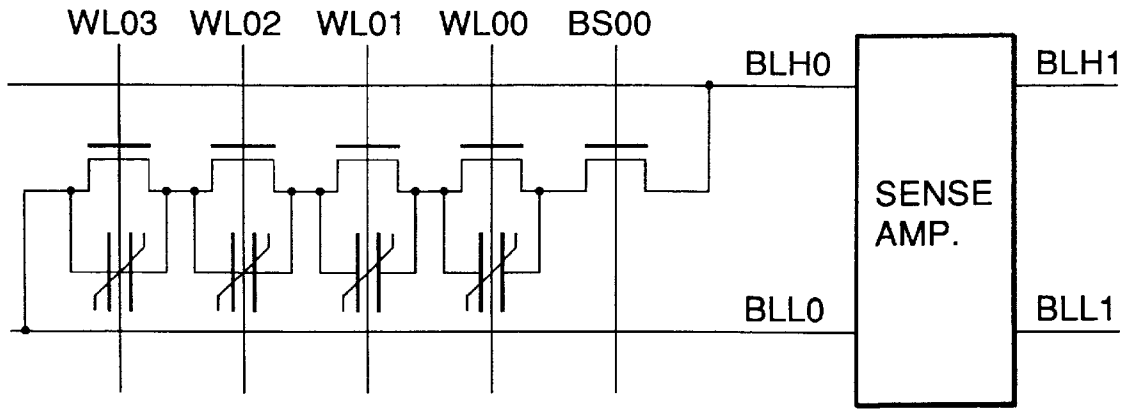 WL03 WL02 WL01 WL00 BS00
BLH0 BLH1
SENSE
AMP.
BLL0 BLL1